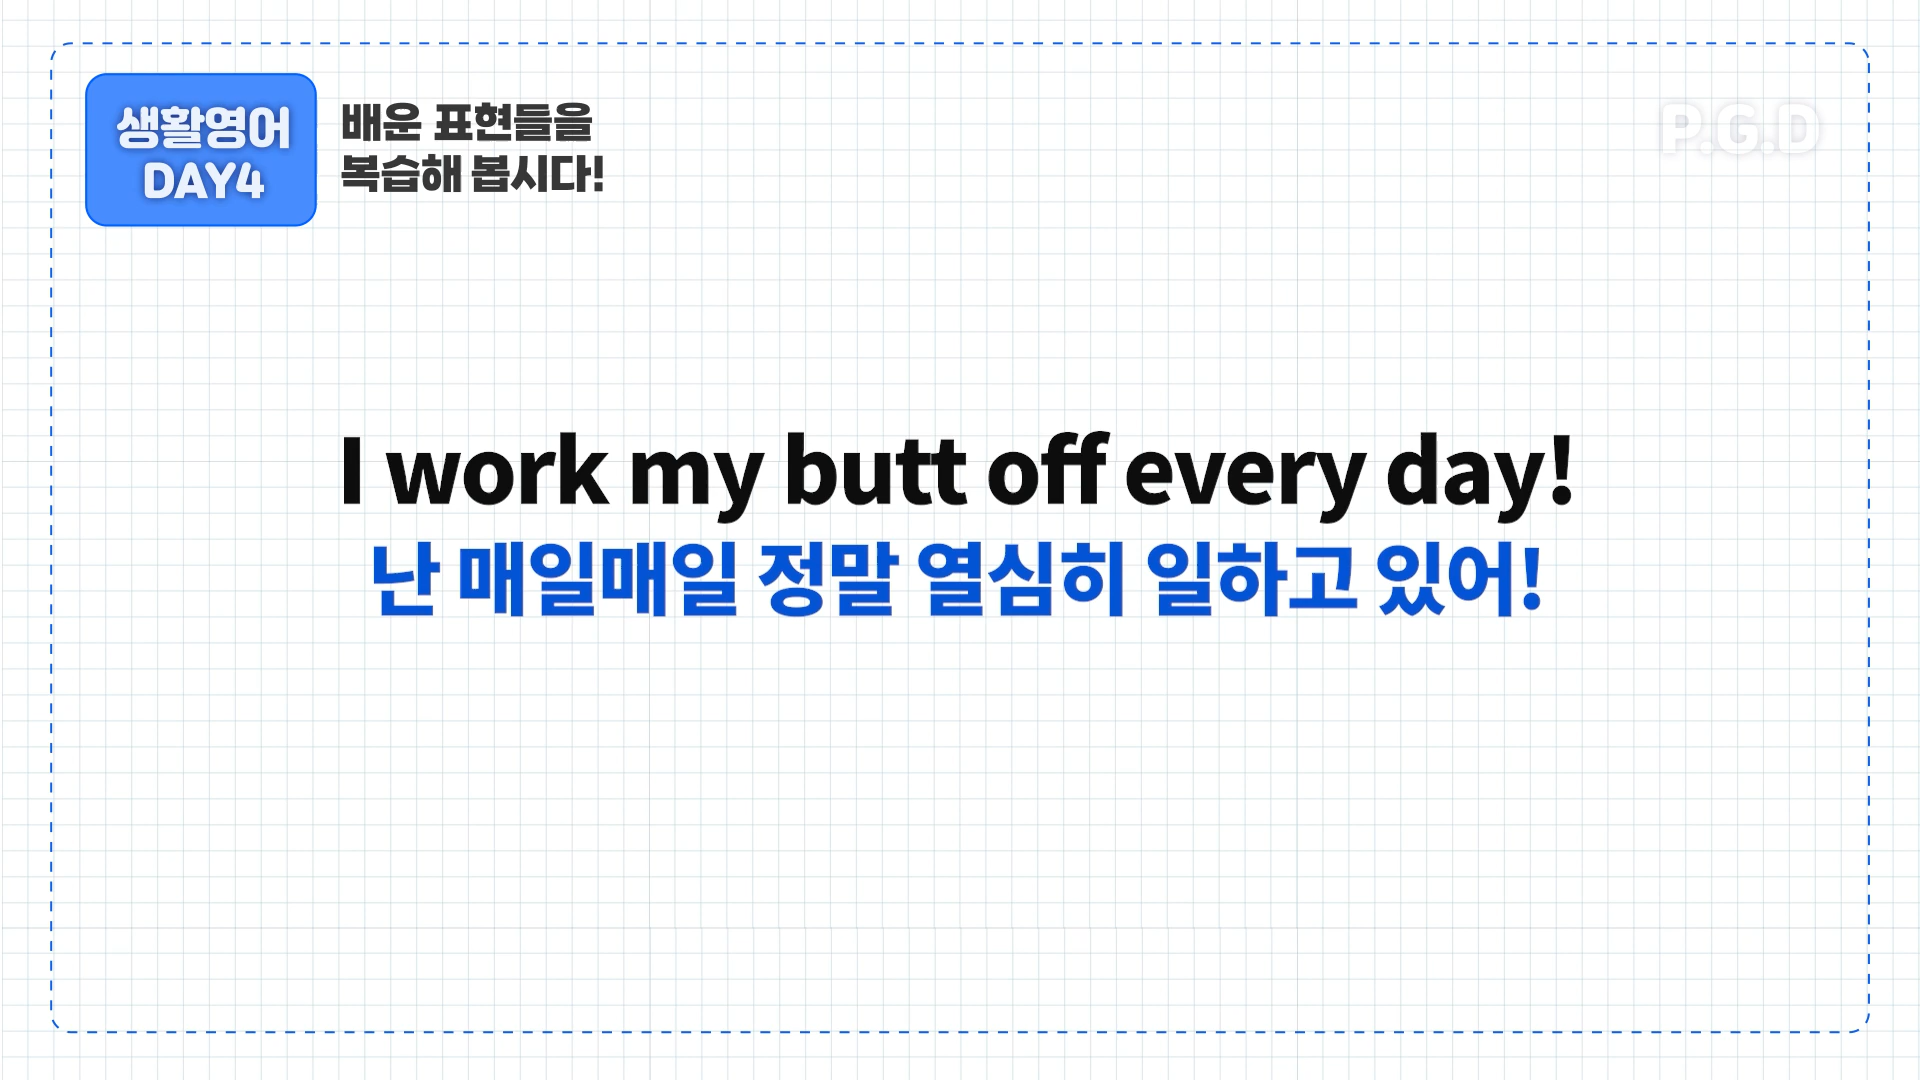 생활영어
DAY4
배운 표현들을
복습해 봅시다!
P.G.D
I work my butt off every day!
난 매일매일 정말 열심히 일하고 있어!